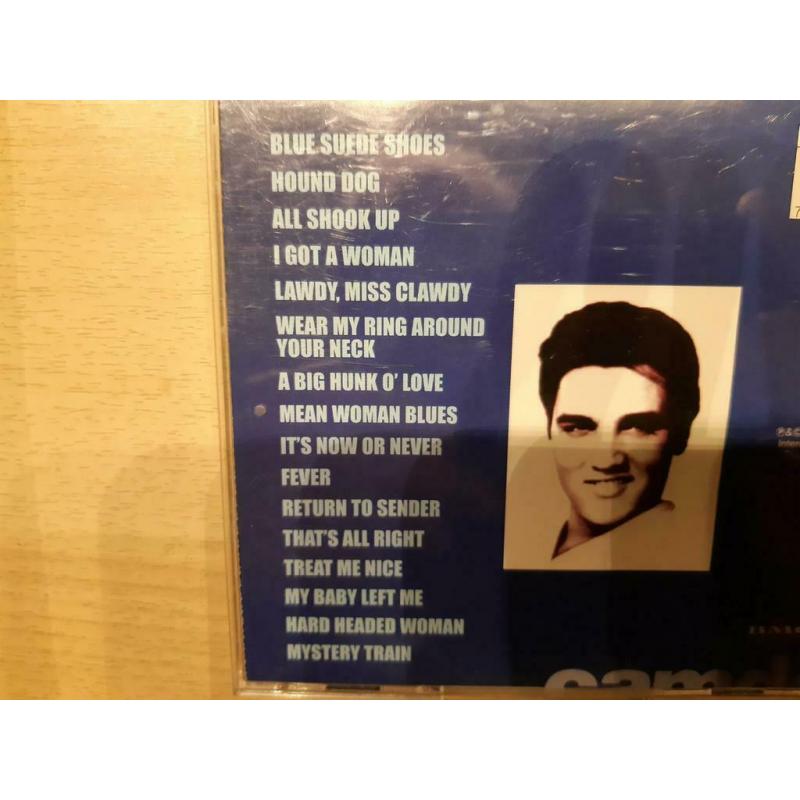 BLUE SUEDE SHOES
HOUND DOG
ALL SHOOK UP
I GOT A WOMAN
LAWDY, MISS CLAWDY
WEAR MY RING AROUND
YOUR NECK
A BIG HUNK O' LOVE
MEAN WOMAN BLUES
IT'S NOW OR NEVER
FEVER
RETURN TO SENDER
THAT'S ALL RIGHT
TREAT ME NICE
MY BABY LEFT ME
HARD HEADED WOMAN
MYSTERY TRAIN